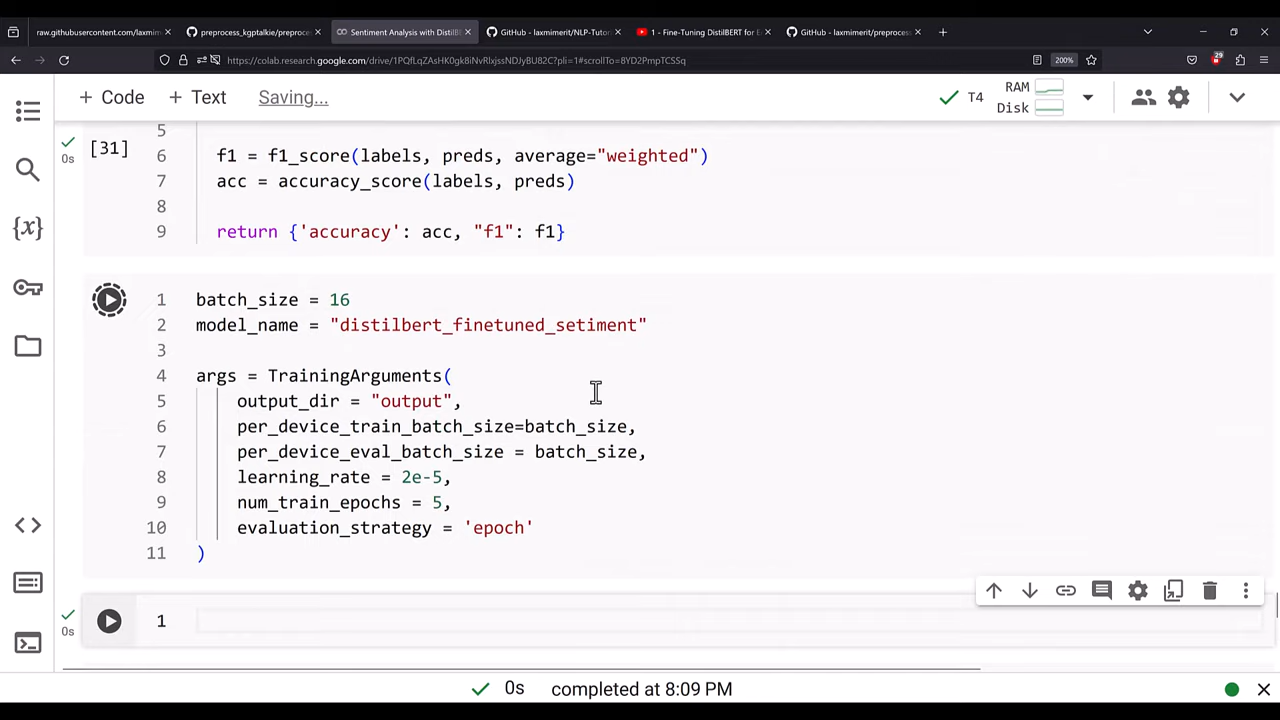 raw.githubusercontent.com/laxmim
preprocess_kgptalkie/preproces
Sentiment Analysis with DistilB
GitHub - laxmimerit/NLP-Tutor
1 - Fine-Tuning DistilBERT for E
GitHub - laxmimerit/preproces
https://colab.research.google.com/drive/1PQfLqZAsHK0gk8iNvRlxjssNDJyBU82C?pli=1#scrollTo=8YD2PmpTCSSq
200%
29
+ Code
+ Text
Saving...
T4
RAM
Disk
0s
[31]
5
6 f1 = f1_score(labels, preds, average="weighted")
7 acc = accuracy_score(labels, preds)
8
9 return {'accuracy': acc, "f1": f1}
1 batch_size = 16
2 model_name = "distilbert_finetuned_setiment"
3
4 args = TrainingArguments(
5 output_dir = "output",
6 per_device_train_batch_size=batch_size,
7 per_device_eval_batch_size = batch_size,
8 learning_rate = 2e-5,
9 num_train_epochs = 5,
10 evaluation_strategy = 'epoch'
11 )
0s
1
0s completed at 8:09 PM